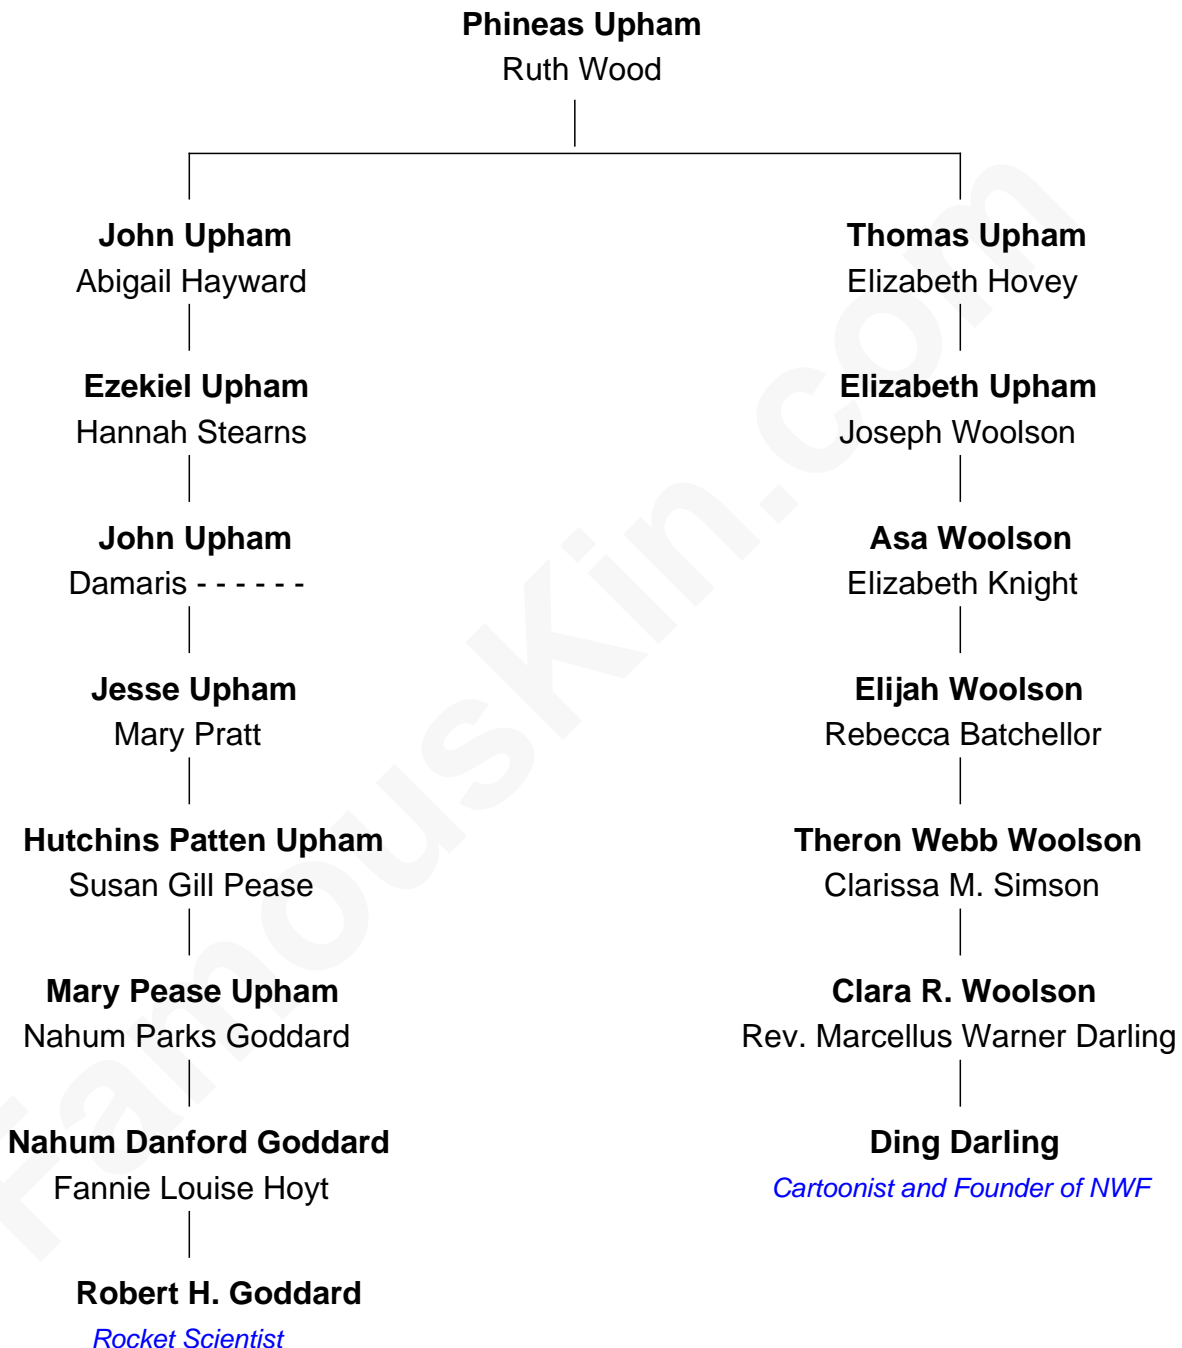 Phineas Upham
Ruth Wood
John Upham
Abigail Hayward
Thomas Upham
Elizabeth Hovey
Ezekiel Upham
Hannah Stearns
Elizabeth Upham
Joseph Woolson
John Upham
Damaris - - - - - -
Asa Woolson
Elizabeth Knight
Jesse Upham
Mary Pratt
Elijah Woolson
Rebecca Batchellor
Hutchins Patten Upham
Susan Gill Pease
Theron Webb Woolson
Clarissa M. Simson
Mary Pease Upham
Nahum Parks Goddard
Clara R. Woolson
Rev. Marcellus Warner Darling
Nahum Danford Goddard
Fannie Louise Hoyt
Ding Darling
Cartoonist and Founder of NWF
Robert H. Goddard
Rocket Scientist
FamousKin.com